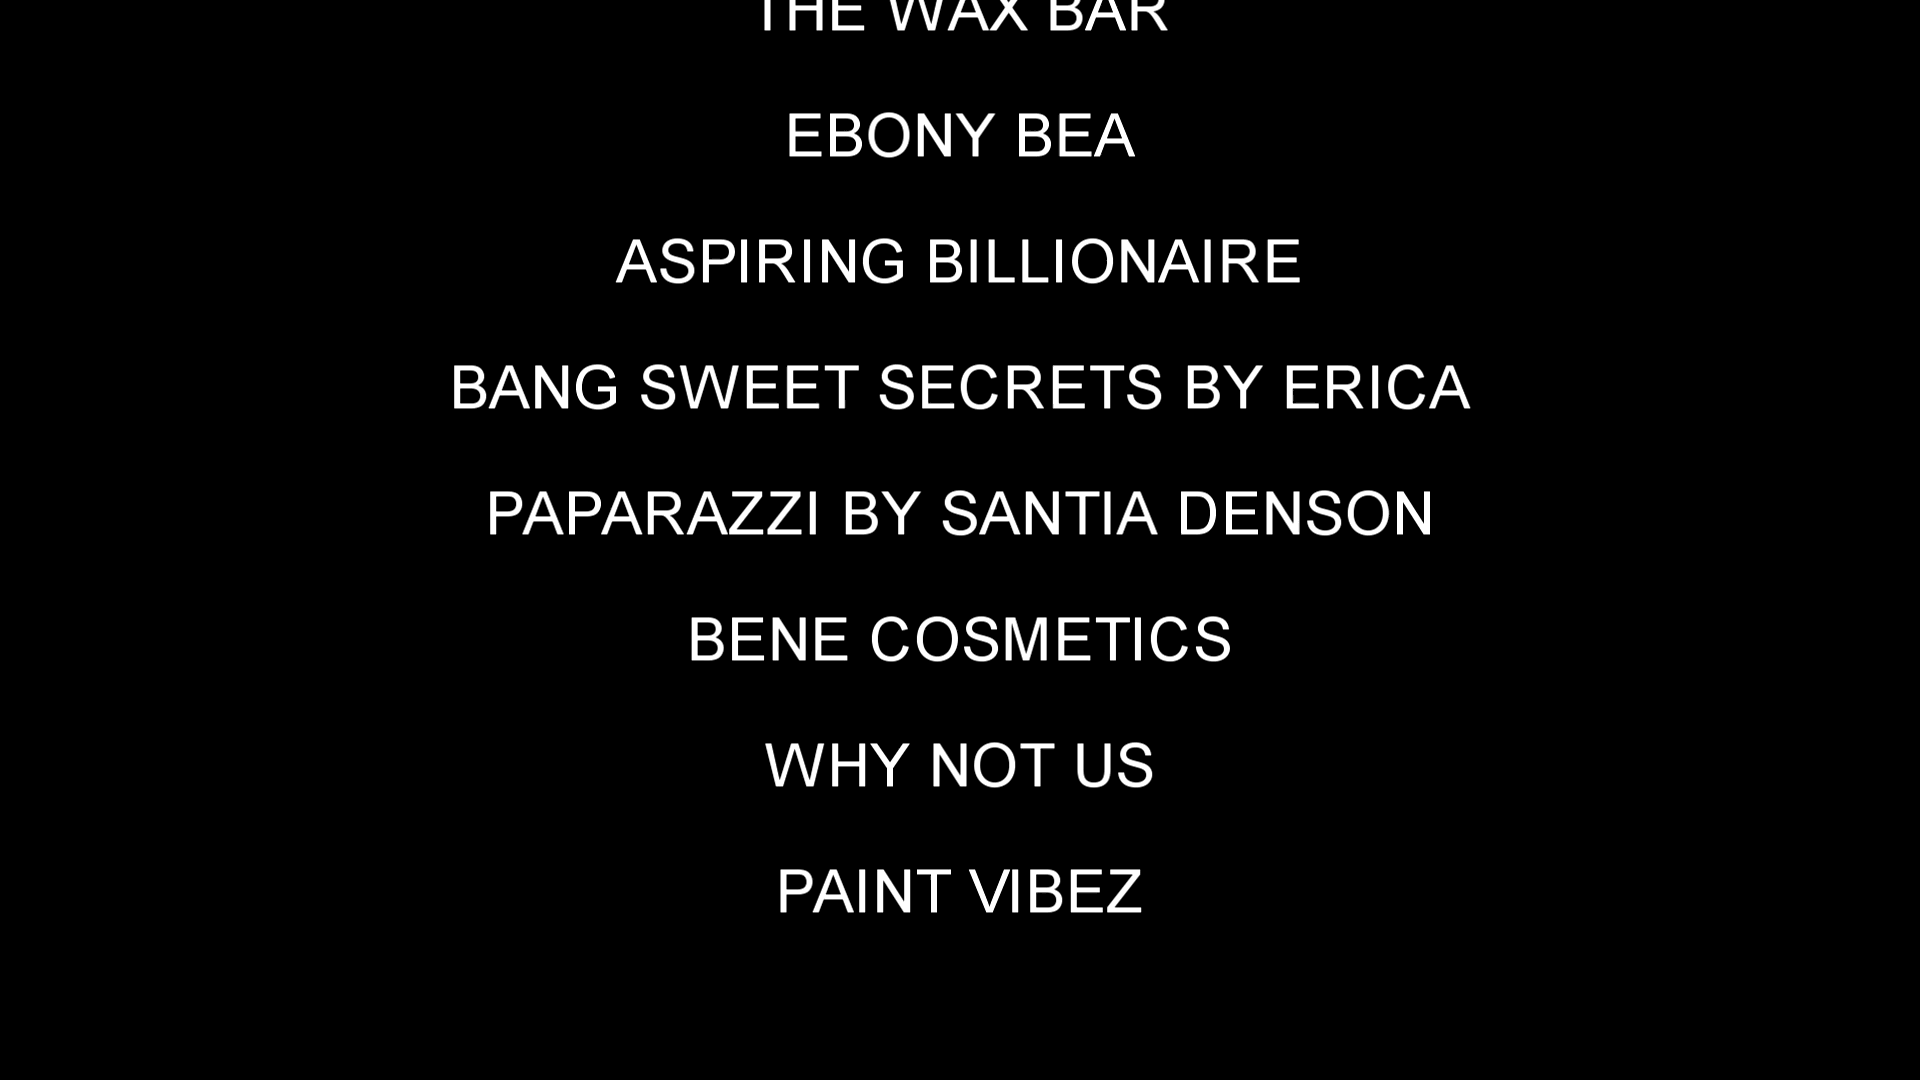 THE WAX BAR
EBONY BEA
ASPIRING BILLIONAIRE
BANG SWEET SECRETS BY ERICA
PAPARAZZI BY SANTIA DENSON
BENE COSMETICS
WHY NOT US
PAINT VIBEZ